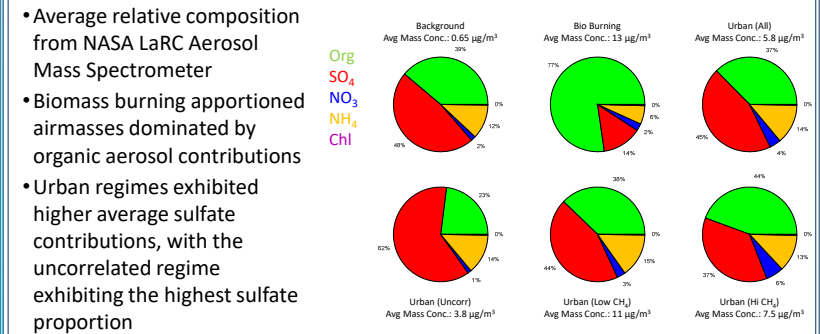 • Average relative composition
from NASA LaRC Aerosol
Mass Spectrometer
• Biomass burning apportioned
airmasses dominated by
organic aerosol contributions
• Urban regimes exhibited
higher average sulfate
contributions, with the
uncorrelated regime
exhibiting the highest sulfate
proportion
Org
SO₄
NO₃
NH₄
Chl
Background
Avg Mass Conc.: 0.65 µg/m³
39%
0%
12%
2%
48%
Bio Burning
Avg Mass Conc.: 13 µg/m³
77%
0%
6%
2%
14%
Urban (All)
Avg Mass Conc.: 5.8 µg/m³
37%
0%
14%
4%
45%
23%
0%
14%
1%
62%
Urban (Uncorr)
Avg Mass Conc.: 3.8 µg/m³
38%
0%
15%
3%
44%
Urban (Low CH₄)
Avg Mass Conc.: 11 µg/m³
44%
0%
13%
6%
37%
Urban (Hi CH₄)
Avg Mass Conc.: 7.5 µg/m³